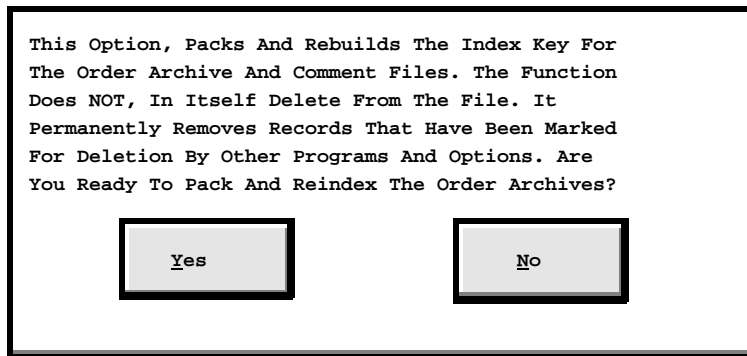 This Option, Packs And Rebuilds The Index Key For
The Order Archive And Comment Files. The Function
Does NOT, In Itself Delete From The File. It
Permanently Removes Records That Have Been Marked
For Deletion By Other Programs And Options. Are
You Ready To Pack And Reindex The Order Archives?
Yes
No